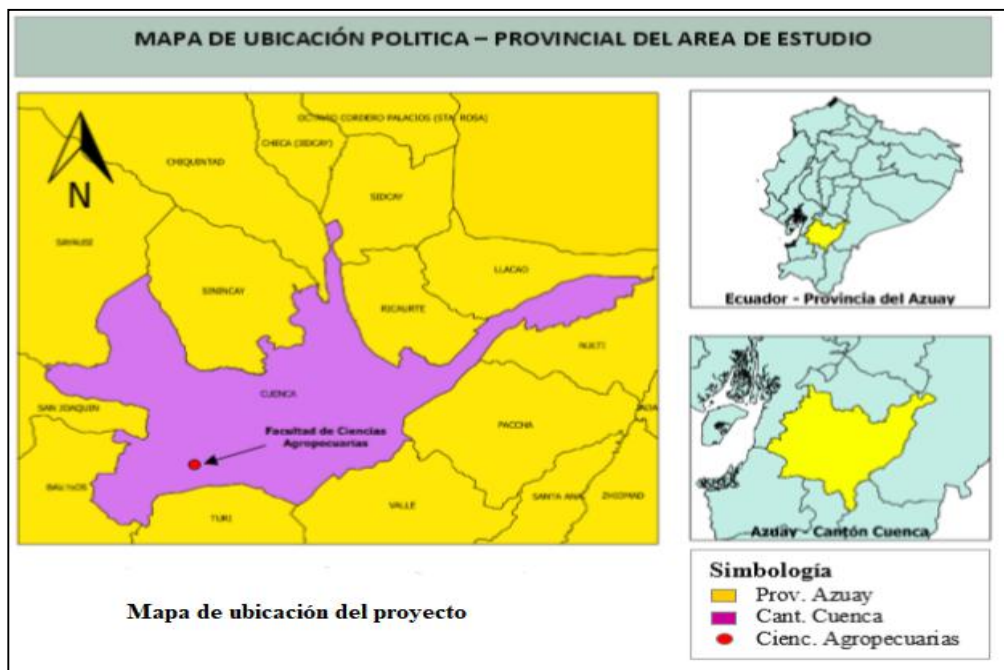 MAPA DE UBICACIÓN POLITICA – PROVINCIAL DEL AREA DE ESTUDIO
N
OCTAVIO CORDERO PALACIOS (STA. ROSA)
CHECA (JIDCAY)
CHIQUINTAD
SIDCAY
SAYAUSI
LLACAO
SININCAY
RICAURTE
NULTI
CUENCA
SAN JOAQUIN
Facultad de Ciencias
Agropecuarias
PACCHA
BAÑOS
SANTA ANA
ZHIDMAD
VALLE
TURI
Mapa de ubicación del proyecto
Ecuador - Provincia del Azuay
Azuay - Cantón Cuenca
Simbología
Prov. Azuay
Cant. Cuenca
Cienc. Agropecuarias